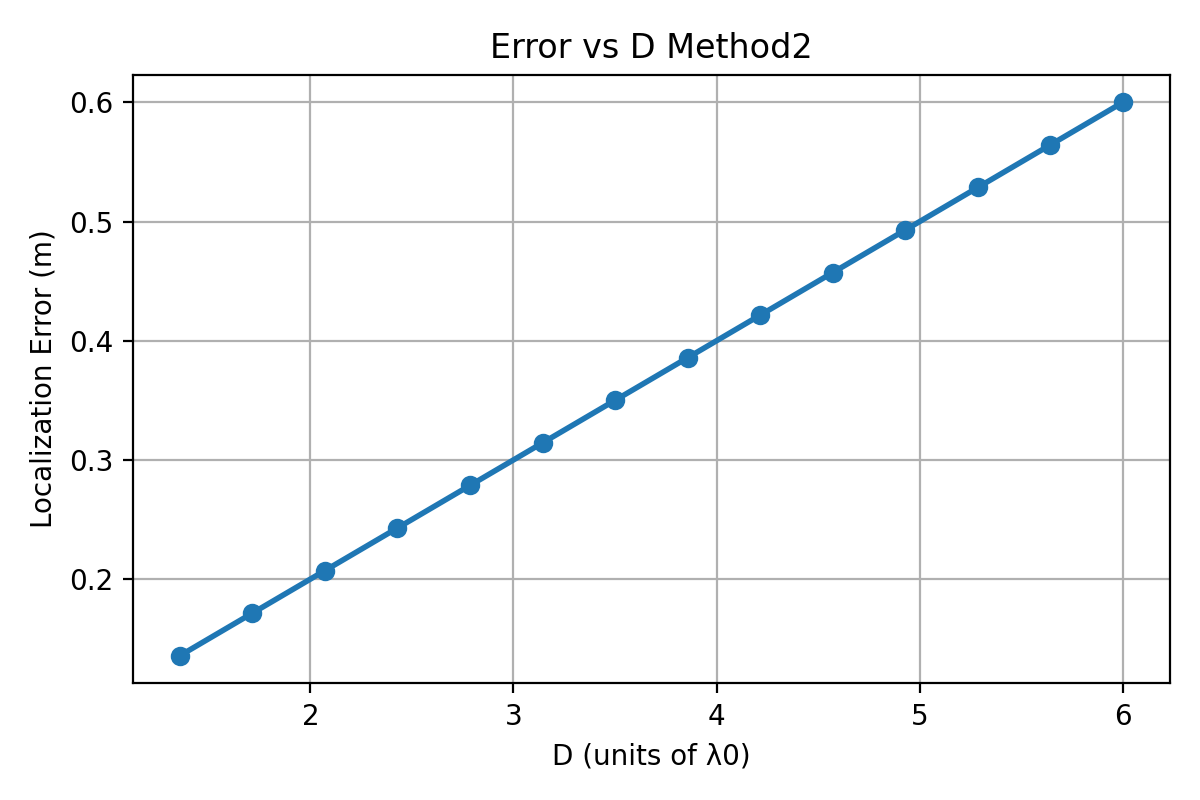 Error vs D Method2
Localization Error (m)
0.6
0.5
0.4
0.3
0.2
2 3 4 5 6
D (units of λ0)